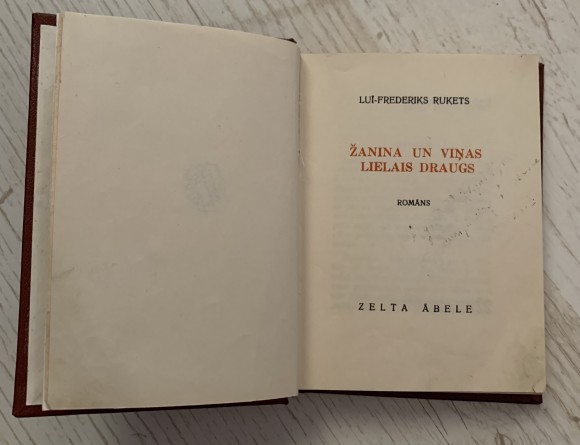 LUĪ-FREDERIKS RUKETS
ŽANINA UN VIŅAS
LIELAIS DRAUGS
ROMĀNS
ZELTA ĀBELE